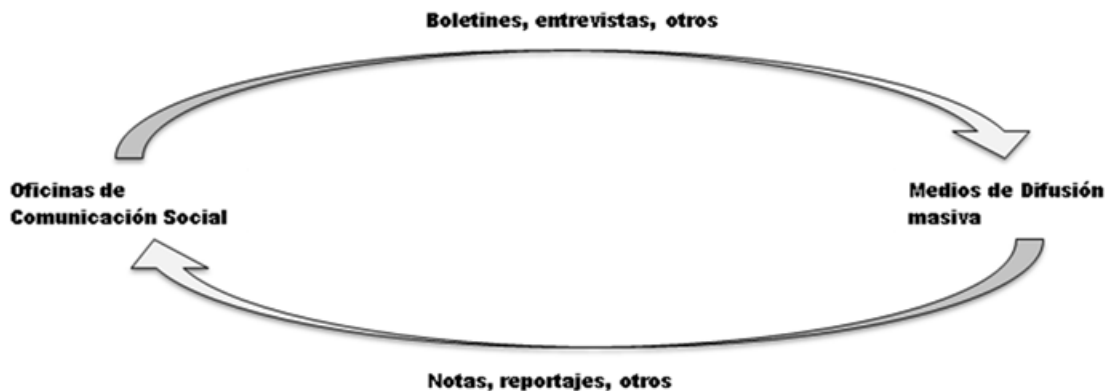 Boletines, entrevistas, otros
Oficinas de
Comunicación Social
Medios de Difusión
masiva
Notas, reportajes, otros